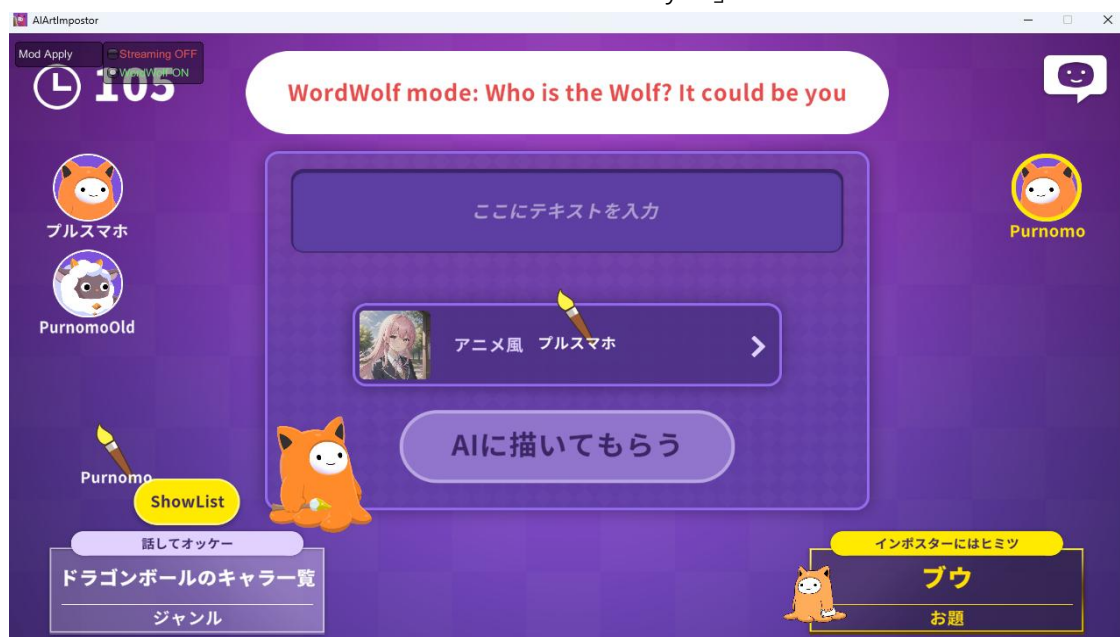 AIArtImpostor
Mod Apply
Streaming OFF
WordWolf ON
105
WordWolf mode: Who is the Wolf? It could be you
プルスマホ
PurnomoOld
Purnomo
ここにテキストを入力
アニメ風
プルスマホ
AIに描いてもらう
Purnomo
ShowList
話してオッケー
ドラゴンボールのキャラ一覧
ジャンル
インポスターにはヒミツ
ブウ
お題